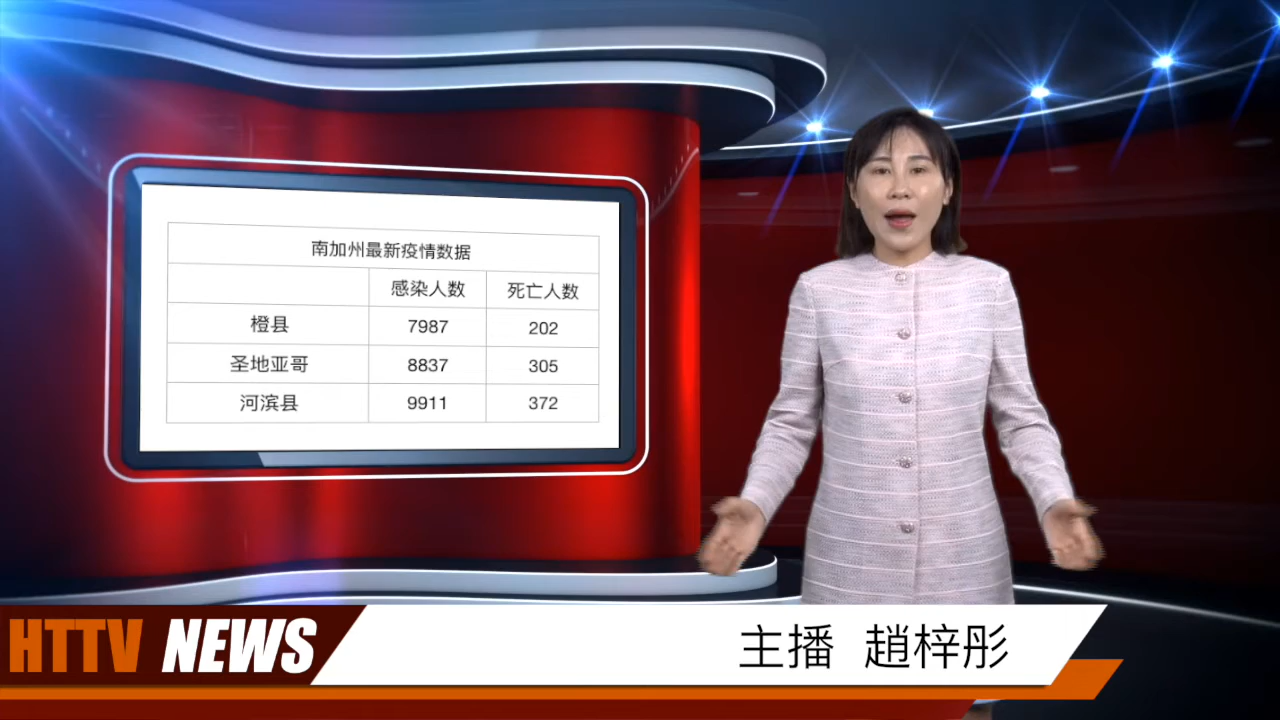 南加州最新疫情数据
感染人数 死亡人数
橙县 7987 202
圣地亚哥 8837 305
河滨县 9911 372
HTTV NEWS
主播 趙梓彤